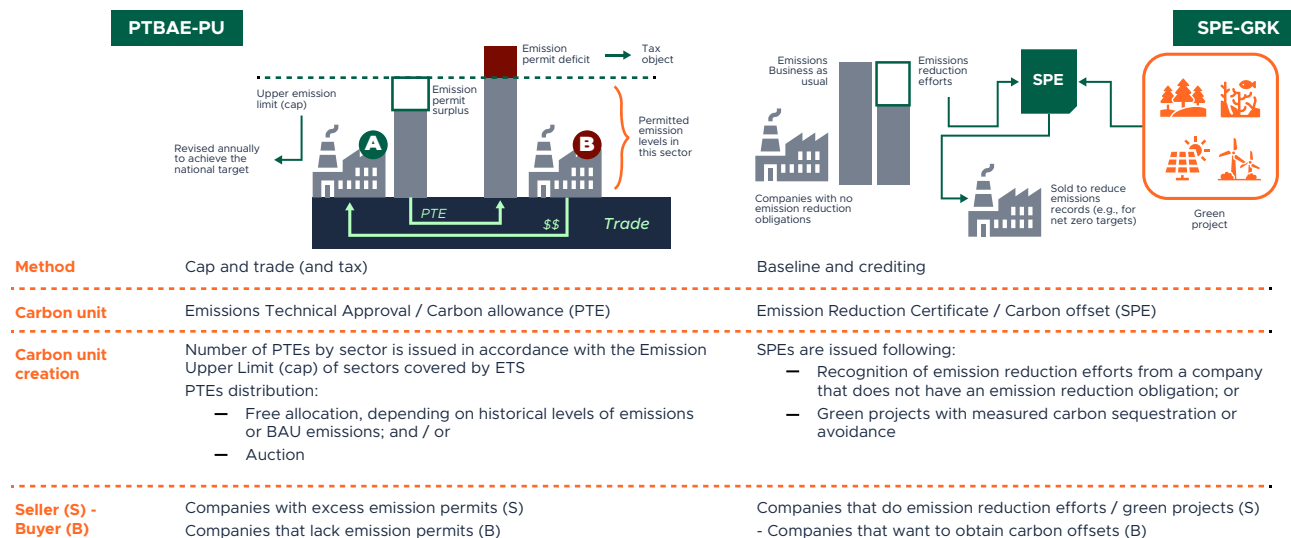 PTBAE-PU
SPE-GRK
Emission
permit deficit
Tax
object
Upper emission
limit (cap)
Emission
permit
surplus
Revised annually
to achieve the
national target
A
B
Permitted
emission
levels in
this sector
PTE
$$
Trade
Emissions
Business as
usual
Emissions
reduction
efforts
SPE
Companies with no
emission reduction
obligations
Sold to reduce
emissions
records (e.g., for
net zero targets)
Green
project
Method
Cap and trade (and tax)
Baseline and crediting
Carbon unit
Emissions Technical Approval / Carbon allowance (PTE)
Emission Reduction Certificate / Carbon offset (SPE)
Carbon unit
creation
Number of PTEs by sector is issued in accordance with the Emission
Upper Limit (cap) of sectors covered by ETS
PTEs distribution:
— Free allocation, depending on historical levels of emissions
or BAU emissions; and / or
— Auction
SPEs are issued following:
— Recognition of emission reduction efforts from a company
that does not have an emission reduction obligation; or
— Green projects with measured carbon sequestration or
avoidance
Seller (S) -
Buyer (B)
Companies with excess emission permits (S)
Companies that lack emission permits (B)
Companies that do emission reduction efforts / green projects (S)
- Companies that want to obtain carbon offsets (B)